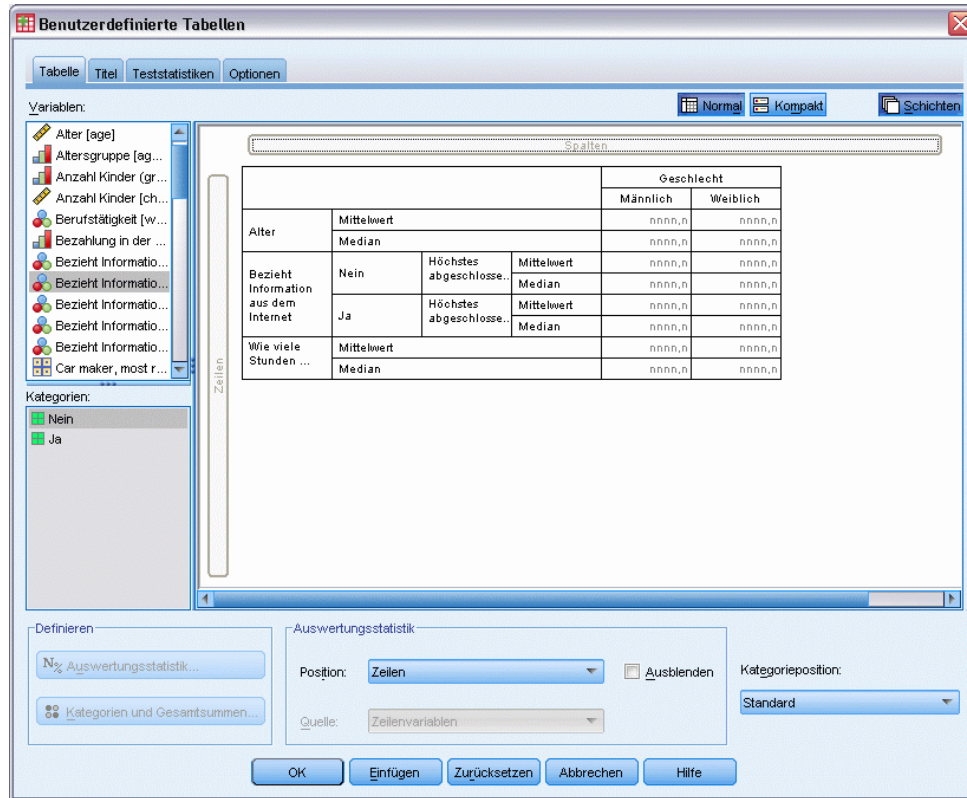 Benutzerdefinierte Tabellen
Tabelle
Titel
Teststatistiken
Optionen
Variablen:
Normal
Kompakt
Schichten
Alter [age]
Altersgruppe [ag...
Anzahl Kinder (gr...
Anzahl Kinder [ch...
Berufstätigkeit [w...
Bezahlung in der ...
Bezieht Informatio...
Bezieht Informatio...
Bezieht Informatio...
Bezieht Informatio...
Bezieht Informatio...
Car maker, most r...
Kategorien:
Nein
Ja
Spalten
Zeilen
Geschlecht
Männlich
Weiblich
Alter
Mittelwert
nnnn,n
nnnn,n
Median
nnnn,n
nnnn,n
Bezieht
Information
aus dem
Internet
Nein
Höchstes
abgeschlosse..
Mittelwert
nnnn,n
nnnn,n
Median
nnnn,n
nnnn,n
Ja
Höchstes
abgeschlosse..
Mittelwert
nnnn,n
nnnn,n
Median
nnnn,n
nnnn,n
Wie viele
Stunden ...
Mittelwert
nnnn,n
nnnn,n
Median
nnnn,n
nnnn,n
Definieren
N% Auswertungsstatistik...
Kategorien und Gesamtsummen...
Auswertungsstatistik
Position:
Zeilen
Ausblenden
Quelle:
Zeilenvariablen
Kategorieposition:
Standard
OK
Einfügen
Zurücksetzen
Abbrechen
Hilfe